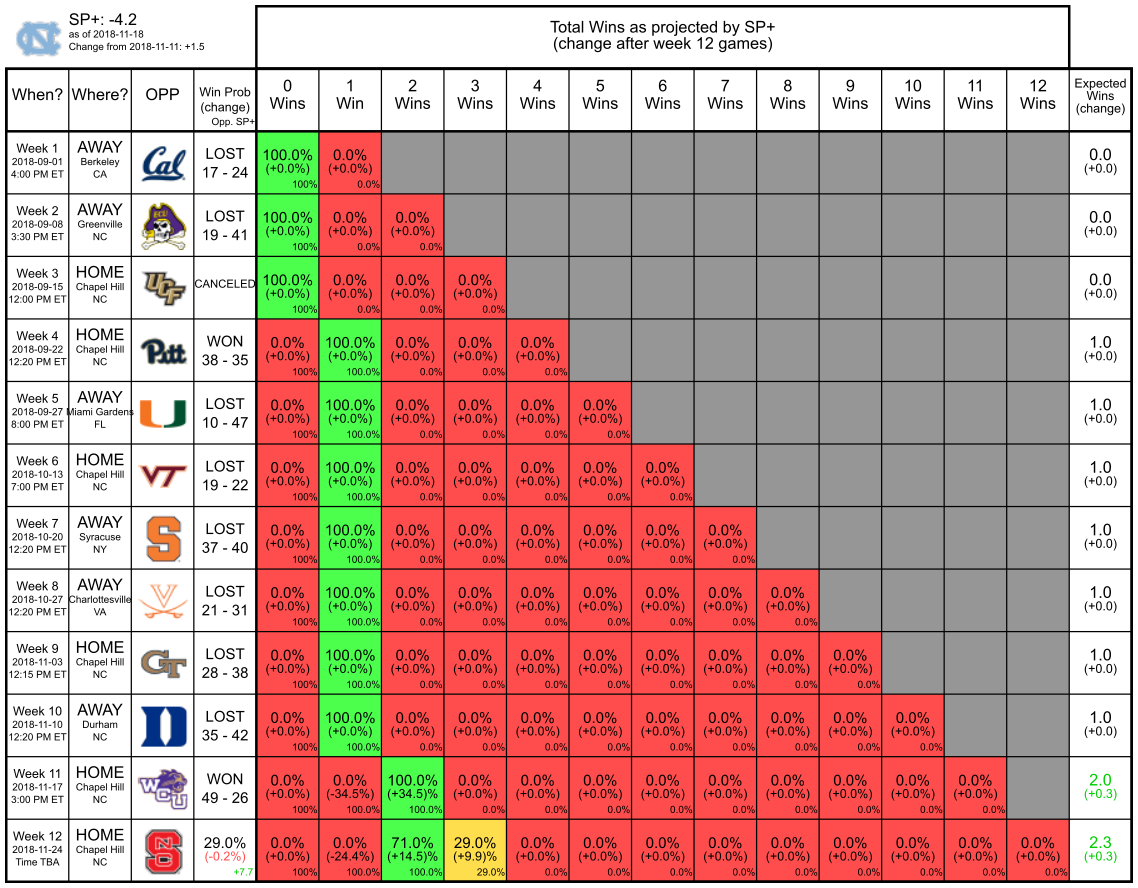 SP+: -4.2
as of 2018-11-18
Change from 2018-11-11: +1.5
Total Wins as projected by SP+
(change after week 12 games)
When? Where? OPP Win Prob (change) Opp. SP+ 0 Wins 1 Win 2 Wins 3 Wins 4 Wins 5 Wins 6 Wins 7 Wins 8 Wins 9 Wins 10 Wins 11 Wins 12 Wins Expected Wins (change)
Week 1 AWAY LOST 100.0% 0.0% 0.0
2018-09-01 Berkeley Cal (+0.0%) (+0.0%) (+0.0)
4:00 PM ET CA 17 - 24 100% 0.0%
Week 2 AWAY ECU LOST 100.0% 0.0% 0.0% 0.0
2018-09-08 Greenville (+0.0%) (+0.0%) (+0.0%) (+0.0)
3:30 PM ET NC 19 - 41 100% 0.0% 0.0%
Week 3 HOME 100.0% 0.0% 0.0% 0.0% 0.0
2018-09-15 Chapel Hill UCF CANCELED (+0.0%) (+0.0%) (+0.0%) (+0.0%) (+0.0)
12:00 PM ET NC 100% 0.0% 0.0% 0.0%
Week 4 HOME WON 0.0% 100.0% 0.0% 0.0% 0.0% 1.0
2018-09-22 Chapel Hill Pitt (+0.0%) (+0.0%) (+0.0%) (+0.0%) (+0.0%) (+0.0)
12:20 PM ET NC 38 - 35 100% 100.0% 0.0% 0.0% 0.0%
Week 5 AWAY LOST 0.0% 100.0% 0.0% 0.0% 0.0% 0.0% 1.0
2018-09-27 Miami Gardens U (+0.0%) (+0.0%) (+0.0%) (+0.0%) (+0.0%) (+0.0%) (+0.0)
8:00 PM ET FL 10 - 47 100% 100.0% 0.0% 0.0% 0.0% 0.0%
Week 6 HOME LOST 0.0% 100.0% 0.0% 0.0% 0.0% 0.0% 0.0% 1.0
2018-10-13 Chapel Hill VT (+0.0%) (+0.0%) (+0.0%) (+0.0%) (+0.0%) (+0.0%) (+0.0%) (+0.0)
7:00 PM ET NC 19 - 22 100% 100.0% 0.0% 0.0% 0.0% 0.0% 0.0%
Week 7 AWAY LOST 0.0% 100.0% 0.0% 0.0% 0.0% 0.0% 0.0% 0.0% 1.0
2018-10-20 Syracuse S (+0.0%) (+0.0%) (+0.0%) (+0.0%) (+0.0%) (+0.0%) (+0.0%) (+0.0%) (+0.0)
12:20 PM ET NY 37 - 40 100% 100.0% 0.0% 0.0% 0.0% 0.0% 0.0% 0.0%
Week 8 AWAY LOST 0.0% 100.0% 0.0% 0.0% 0.0% 0.0% 0.0% 0.0% 0.0% 1.0
2018-10-27 Charlottesville V (+0.0%) (+0.0%) (+0.0%) (+0.0%) (+0.0%) (+0.0%) (+0.0%) (+0.0%) (+0.0%) (+0.0)
12:20 PM ET VA 21 - 31 100% 100.0% 0.0% 0.0% 0.0% 0.0% 0.0% 0.0% 0.0%
Week 9 HOME LOST 0.0% 100.0% 0.0% 0.0% 0.0% 0.0% 0.0% 0.0% 0.0% 0.0% 1.0
2018-11-03 Chapel Hill GT (+0.0%) (+0.0%) (+0.0%) (+0.0%) (+0.0%) (+0.0%) (+0.0%) (+0.0%) (+0.0%) (+0.0%) (+0.0)
12:15 PM ET NC 28 - 38 100% 100.0% 0.0% 0.0% 0.0% 0.0% 0.0% 0.0% 0.0% 0.0%
Week 10 AWAY LOST 0.0% 100.0% 0.0% 0.0% 0.0% 0.0% 0.0% 0.0% 0.0% 0.0% 0.0% 1.0
2018-11-10 Durham D (+0.0%) (+0.0%) (+0.0%) (+0.0%) (+0.0%) (+0.0%) (+0.0%) (+0.0%) (+0.0%) (+0.0%) (+0.0%) (+0.0)
12:20 PM ET NC 35 - 42 100% 100.0% 0.0% 0.0% 0.0% 0.0% 0.0% 0.0% 0.0% 0.0% 0.0%
Week 11 HOME WON 0.0% 0.0% 100.0% 0.0% 0.0% 0.0% 0.0% 0.0% 0.0% 0.0% 0.0% 0.0% 2.0
2018-11-17 Chapel Hill WCU (+0.0%) (-34.5%) (+34.5)% (+0.0%) (+0.0%) (+0.0%) (+0.0%) (+0.0%) (+0.0%) (+0.0%) (+0.0%) (+0.0%) (+0.3)
3:00 PM ET NC 49 - 26 100% 100.0% 100.0% 0.0% 0.0% 0.0% 0.0% 0.0% 0.0% 0.0% 0.0% 0.0%
Week 12 HOME 29.0% 0.0% 0.0% 71.0% 29.0% 0.0% 0.0% 0.0% 0.0% 0.0% 0.0% 0.0% 0.0% 0.0% 2.3
2018-11-24 Chapel Hill NCS (-0.2%) (+0.0%) (-24.4%) (+14.5)% (+9.9)% (+0.0%) (+0.0%) (+0.0%) (+0.0%) (+0.0%) (+0.0%) (+0.0%) (+0.0%) (+0.0%) (+0.3)
Time TBA NC +7.7 100% 100.0% 100.0% 29.0% 0.0% 0.0% 0.0% 0.0% 0.0% 0.0% 0.0% 0.0% 0.0%